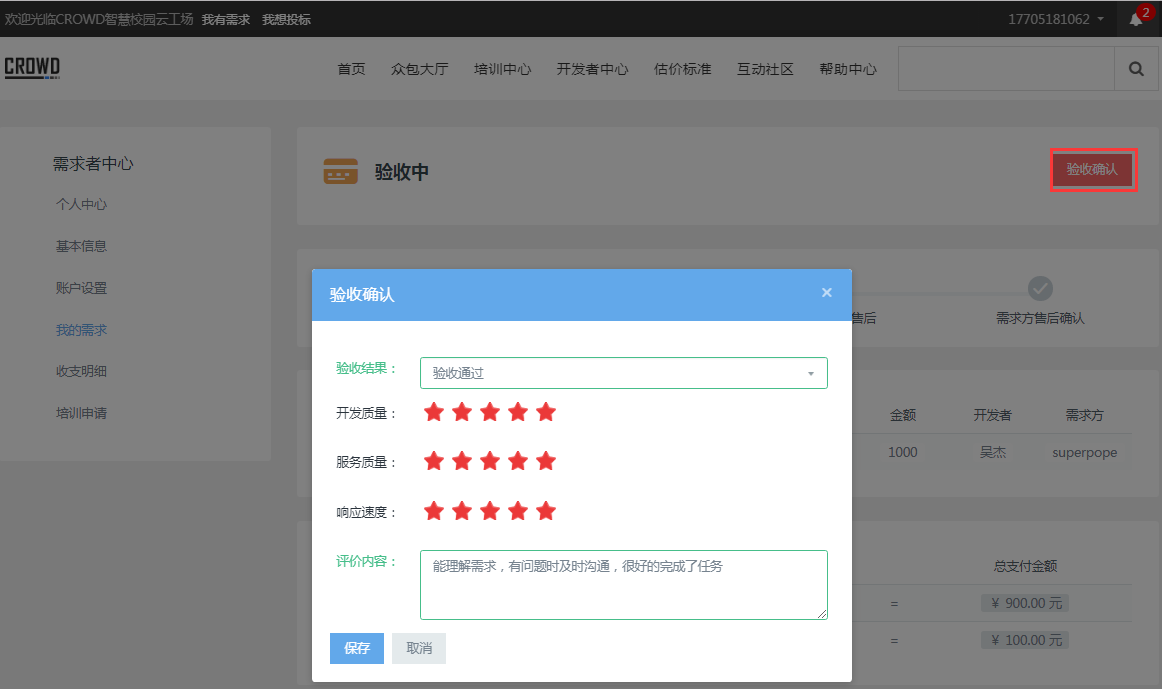 欢迎光临CROWD智慧校园云工场 我有需求 我想投标 17705181062 2
CROWD 首页 众包大厅 培训中心 开发者中心 估价标准 互动社区 帮助中心
需求者中心
个人中心
基本信息
账户设置
我的需求
收支明细
培训申请
验收中 验收确认
售后 需求方售后确认
金额 开发者 需求方
1000 吴杰 superpope
总支付金额
= ¥ 900.00 元
= ¥ 100.00 元
验收确认 ×
验收结果： 验收通过
开发质量：
服务质量：
响应速度：
评价内容： 能理解需求，有问题时及时沟通，很好的完成了任务
保存 取消